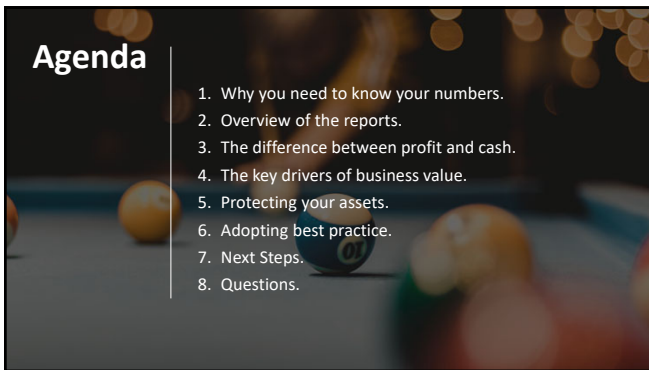 Agenda
1. Why you need to know your numbers.
2. Overview of the reports.
3. The difference between profit and cash.
4. The key drivers of business value.
5. Protecting your assets.
6. Adopting best practice.
7. Next Steps.
8. Questions.
10